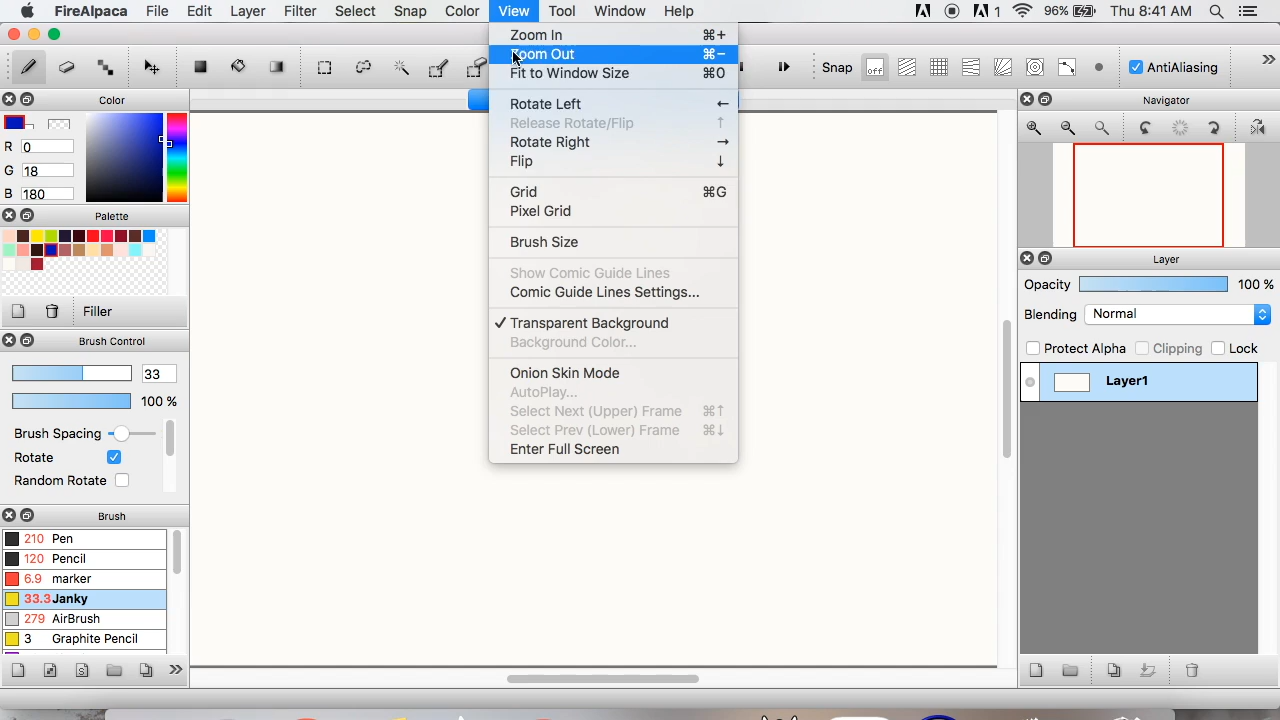 FireAlpaca File Edit Layer Filter Select Snap Color View Tool Window Help 1 96% Thu 8:41 AM
Snap off AntiAliasing
Color
R 0
G 18
B 180
Palette
Filler
Brush Control
33
100 %
Brush Spacing
Rotate
Random Rotate
Brush
210 Pen
120 Pencil
6.9 marker
33.3 Janky
279 AirBrush
3 Graphite Pencil
Zoom In ⌘+
Zoom Out ⌘−
Fit to Window Size ⌘0
Rotate Left ←
Release Rotate/Flip ↑
Rotate Right →
Flip ↓
Grid ⌘G
Pixel Grid
Brush Size
Show Comic Guide Lines
Comic Guide Lines Settings...
✓ Transparent Background
Background Color...
Onion Skin Mode
AutoPlay...
Select Next (Upper) Frame ⌘↑
Select Prev (Lower) Frame ⌘↓
Enter Full Screen
Navigator
Layer
Opacity 100 %
Blending Normal
Protect Alpha Clipping Lock
Layer1